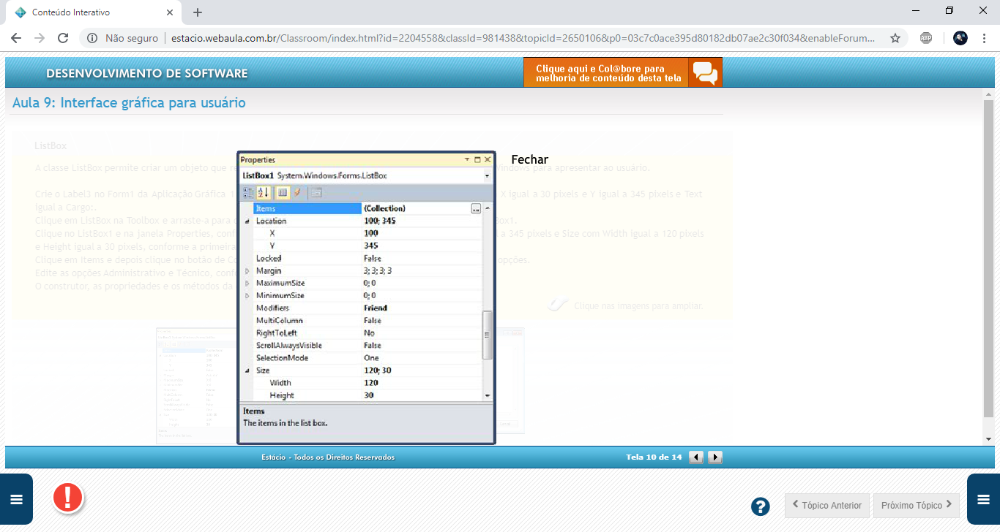 Conteúdo Interativo
Não seguro
estacio.webaula.com.br/Classroom/index.html?id=2204558&classId=981438&topicId=2650106&p0=03c7c0ace395d80182db07ae2c30f034&enableForum...
ABP
DESENVOLVIMENTO DE SOFTWARE
Clique aqui e Col@bore para
melhoria de conteúdo desta tela
Aula 9: Interface gráfica para usuário
ListBox
A classe ListBox permite criar um objeto que re
indows para apresentar ao usuário.
Crie o Label3 no Form1 da Aplicação Gráfica 1
X igual a 30 pixels e Y igual a 345 pixels e Text
igual a Cargo:.
Clique em ListBox na Toolbox e arraste-a para
Box1.
Clique no ListBox1 e na janela Properties, conf
a 345 pixels e Size com Width igual a 120 pixels
e Height igual a 30 pixels, conforme a primeira
Clique em Items e depois clique no botão de Co
opções.
Edite as opções Administrativo e Técnico, conf
O construtor, as propriedades e os métodos da
Clique nas imagens para ampliar.
Fechar
Properties
ListBox1 System.Windows.Forms.ListBox
Items (Collection) ...
Location 100; 345
X 100
Y 345
Locked False
Margin 3; 3; 3; 3
MaximumSize 0; 0
MinimumSize 0; 0
Modifiers Friend
MultiColumn False
RightToLeft No
ScrollAlwaysVisible False
SelectionMode One
Size 120; 30
Width 120
Height 30
Items
The items in the list box.
Estácio - Todos os Direitos Reservados
Tela 10 de 14
Tópico Anterior
Próximo Tópico